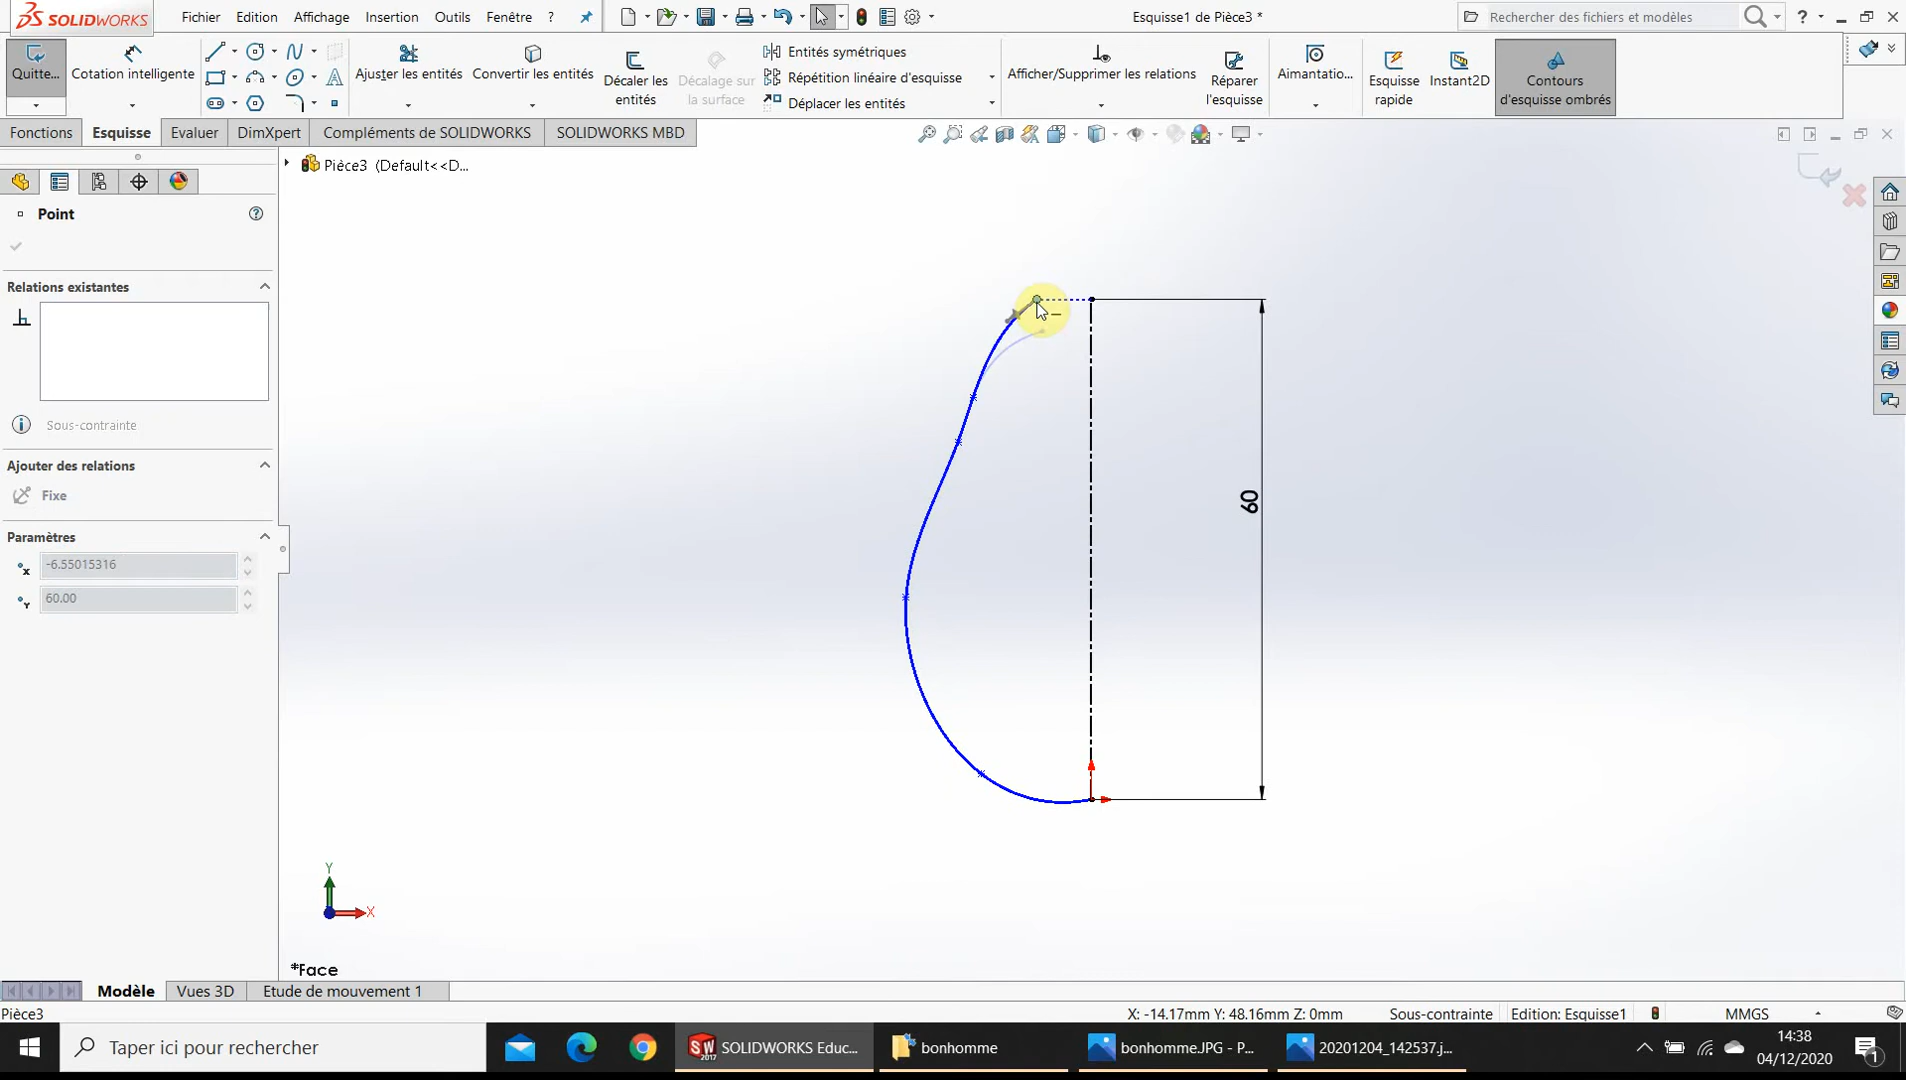 SOLIDWORKS
Fichier
Edition
Affichage
Insertion
Outils
Fenêtre
?
Esquisse1 de Pièce3 *
Rechercher des fichiers et modèles
?
Quitte...
Cotation intelligente
Ajuster les entités
Convertir les entités
Décaler les
entités
Décalage sur
la surface
Entités symétriques
Répétition linéaire d'esquisse
Déplacer les entités
Afficher/Supprimer les relations
Réparer
l'esquisse
Aimantatio...
Esquisse
rapide
Instant2D
Contours
d'esquisse ombrés
Fonctions
Esquisse
Evaluer
DimXpert
Compléments de SOLIDWORKS
SOLIDWORKS MBD
Pièce3 (Default<<D...
Point
Relations existantes
Sous-contrainte
Ajouter des relations
Fixe
Paramètres
x
-6.55015316
Y
60.00
60
Y
X
*Face
Modèle
Vues 3D
Etude de mouvement 1
Pièce3
X: -14.17mm Y: 48.16mm Z: 0mm
Sous-contrainte
Edition: Esquisse1
MMGS
Taper ici pour rechercher
SW
2017
SOLIDWORKS Educ...
bonhomme
bonhomme.JPG - P...
20201204_142537.j...
14:38
04/12/2020
1